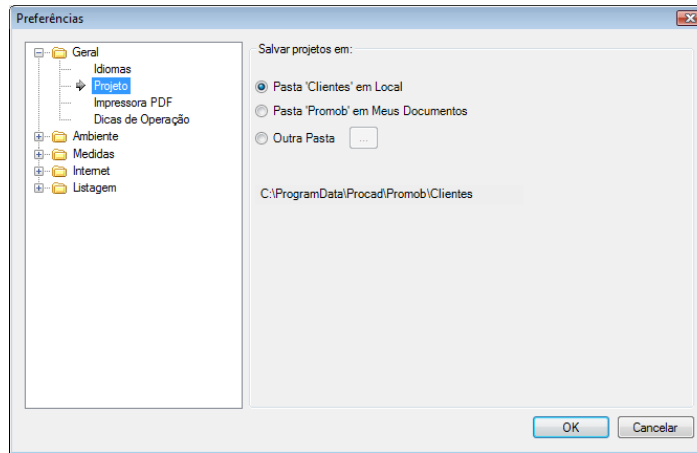 Preferências
Geral
Idiomas
Projeto
Impressora PDF
Dicas de Operação
Ambiente
Medidas
Internet
Listagem
Salvar projetos em:
Pasta 'Clientes' em Local
Pasta 'Promob' em Meus Documentos
Outra Pasta ...
C:\ProgramData\Procad\Promob\Clientes
OK Cancelar